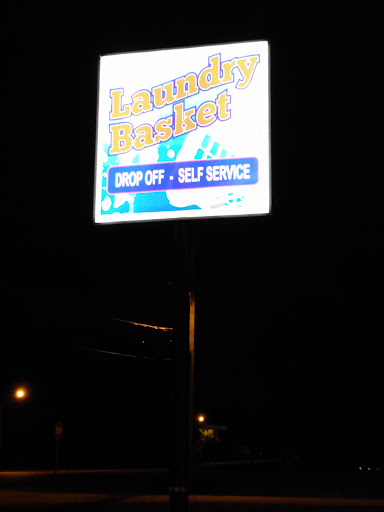 Laundry
Basket
DROP OFF - SELF SERVICE